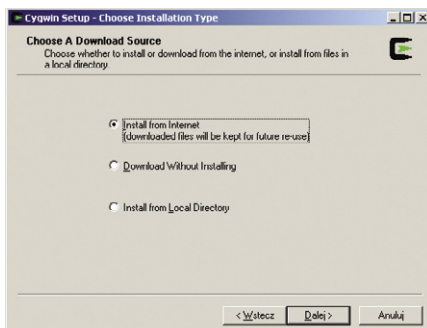 Cygwin Setup - Choose Installation Type
Choose A Download Source
Choose whether to install or download from the internet, or install from files in
a local directory.
Install from Internet
(downloaded files will be kept for future re-use)
Download Without Installing
Install from Local Directory
< Wstecz
Dalej >
Anuluj